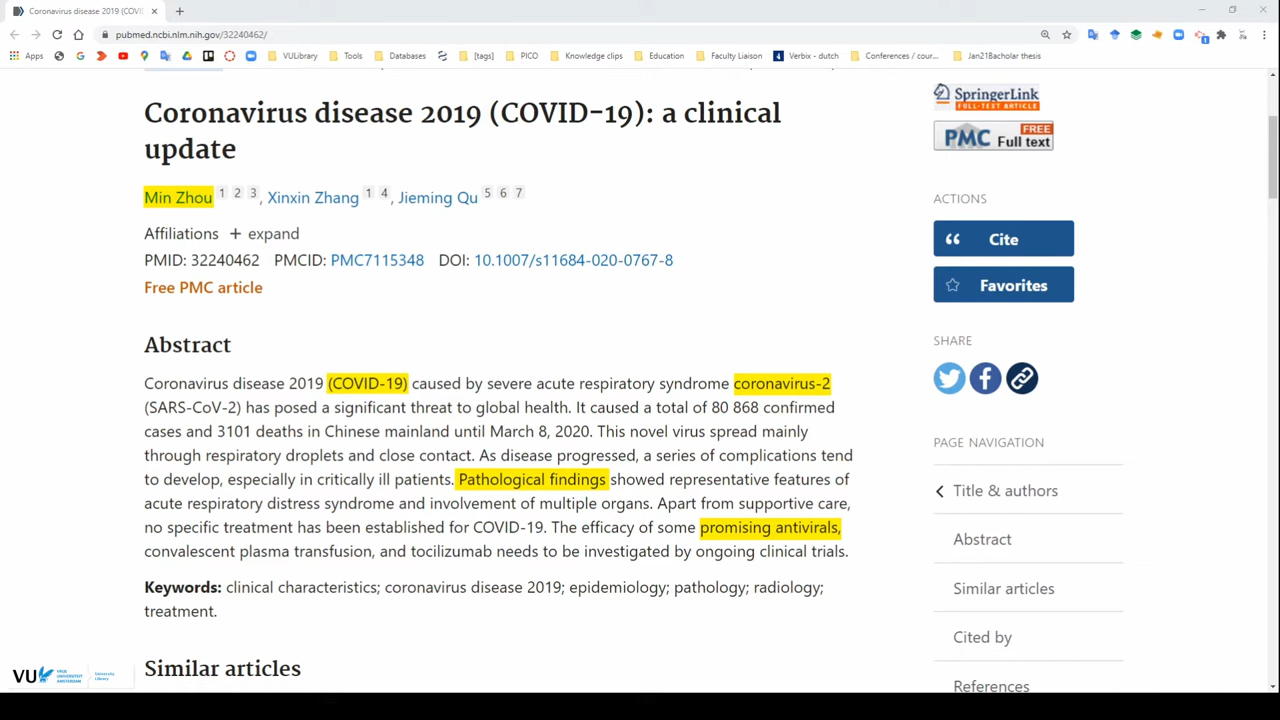 Coronavirus disease 2019 (COVI
pubmed.ncbi.nlm.nih.gov/32240462/
Apps VULibrary Tools Databases [tags] PICO Knowledge clips Education Faculty Liaison Verbix - dutch Conferences / cour... Jan21Bacholar thesis
Coronavirus disease 2019 (COVID-19): a clinical
update
Min Zhou 1 2 3, Xinxin Zhang 1 4, Jieming Qu 5 6 7
Affiliations + expand
PMID: 32240462 PMCID: PMC7115348 DOI: 10.1007/s11684-020-0767-8
Free PMC article
Abstract
Coronavirus disease 2019 (COVID-19) caused by severe acute respiratory syndrome coronavirus-2
(SARS-CoV-2) has posed a significant threat to global health. It caused a total of 80 868 confirmed
cases and 3101 deaths in Chinese mainland until March 8, 2020. This novel virus spread mainly
through respiratory droplets and close contact. As disease progressed, a series of complications tend
to develop, especially in critically ill patients. Pathological findings showed representative features of
acute respiratory distress syndrome and involvement of multiple organs. Apart from supportive care,
no specific treatment has been established for COVID-19. The efficacy of some promising antivirals,
convalescent plasma transfusion, and tocilizumab needs to be investigated by ongoing clinical trials.
Keywords: clinical characteristics; coronavirus disease 2019; epidemiology; pathology; radiology;
treatment.
Similar articles
SpringerLink
FULL-TEXT ARTICLE
PMC FREE
Full text
ACTIONS
Cite
Favorites
SHARE
PAGE NAVIGATION
Title & authors
Abstract
Similar articles
Cited by
References
VU VRIJE UNIVERSITEIT AMSTERDAM University Library